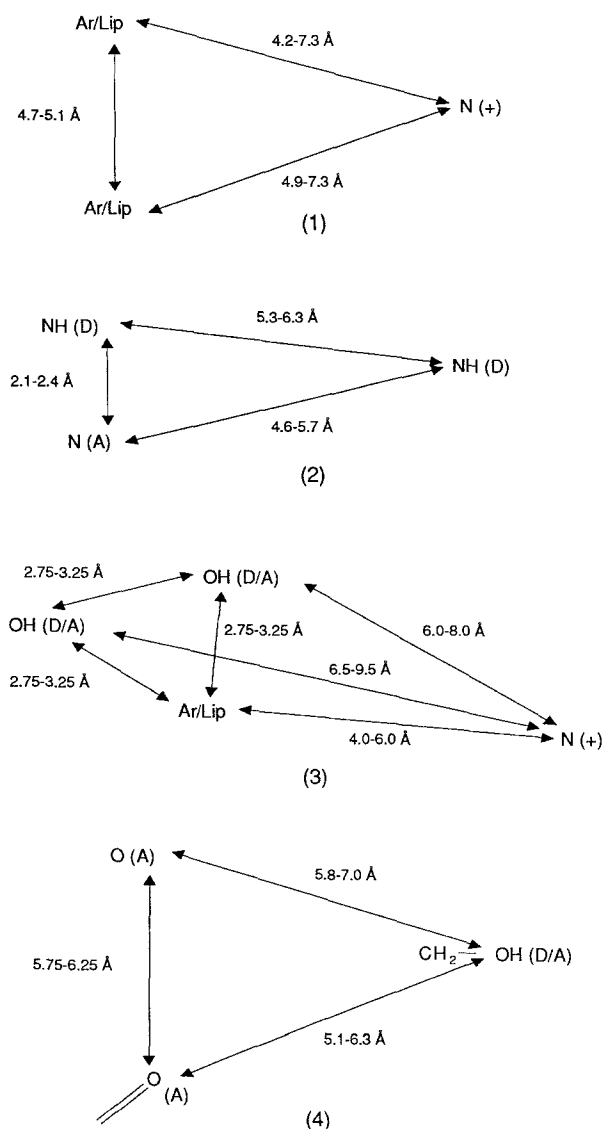 Ar/Lip
4.2-7.3 Å
4.7-5.1 Å
N (+)
4.9-7.3 Å
Ar/Lip
(1)
5.3-6.3 Å
NH (D)
NH (D)
2.1-2.4 Å
4.6-5.7 Å
N (A)
(2)
2.75-3.25 Å
OH (D/A)
OH (D/A)
2.75-3.25 Å
6.0-8.0 Å
6.5-9.5 Å
2.75-3.25 Å
Ar/Lip
4.0-6.0 Å
N (+)
(3)
O (A)
5.8-7.0 Å
5.75-6.25 Å
CH2 OH (D/A)
5.1-6.3 Å
O
(A)
(4)